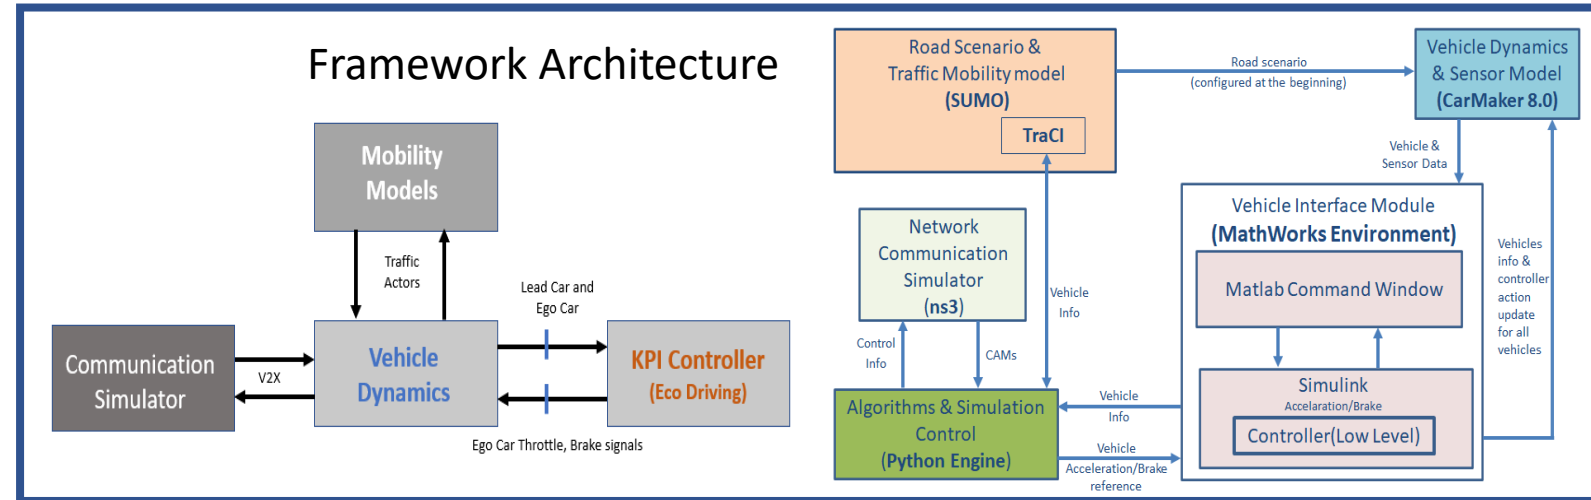 Framework Architecture
Mobility
Models
Traffic
Actors
Lead Car and
Ego Car
Communication
Simulator
V2X
Vehicle
Dynamics
KPI Controller
(Eco Driving)
Ego Car Throttle, Brake signals
Road Scenario &
Traffic Mobility model
(SUMO)
TraCI
Road scenario
(configured at the beginning)
Vehicle Dynamics
& Sensor Model
(CarMaker 8.0)
Vehicle &
Sensor Data
Network
Communication
Simulator
(ns3)
Vehicle
Info
Control
Info
CAMs
Vehicle Interface Module
(MathWorks Environment)
Matlab Command Window
Simulink
Accelaration/Brake
Controller(Low Level)
Vehicles
info &
controller
action
update
for all
vehicles
Algorithms & Simulation
Control
(Python Engine)
Vehicle
Info
Vehicle
Acceleration/Brake
reference